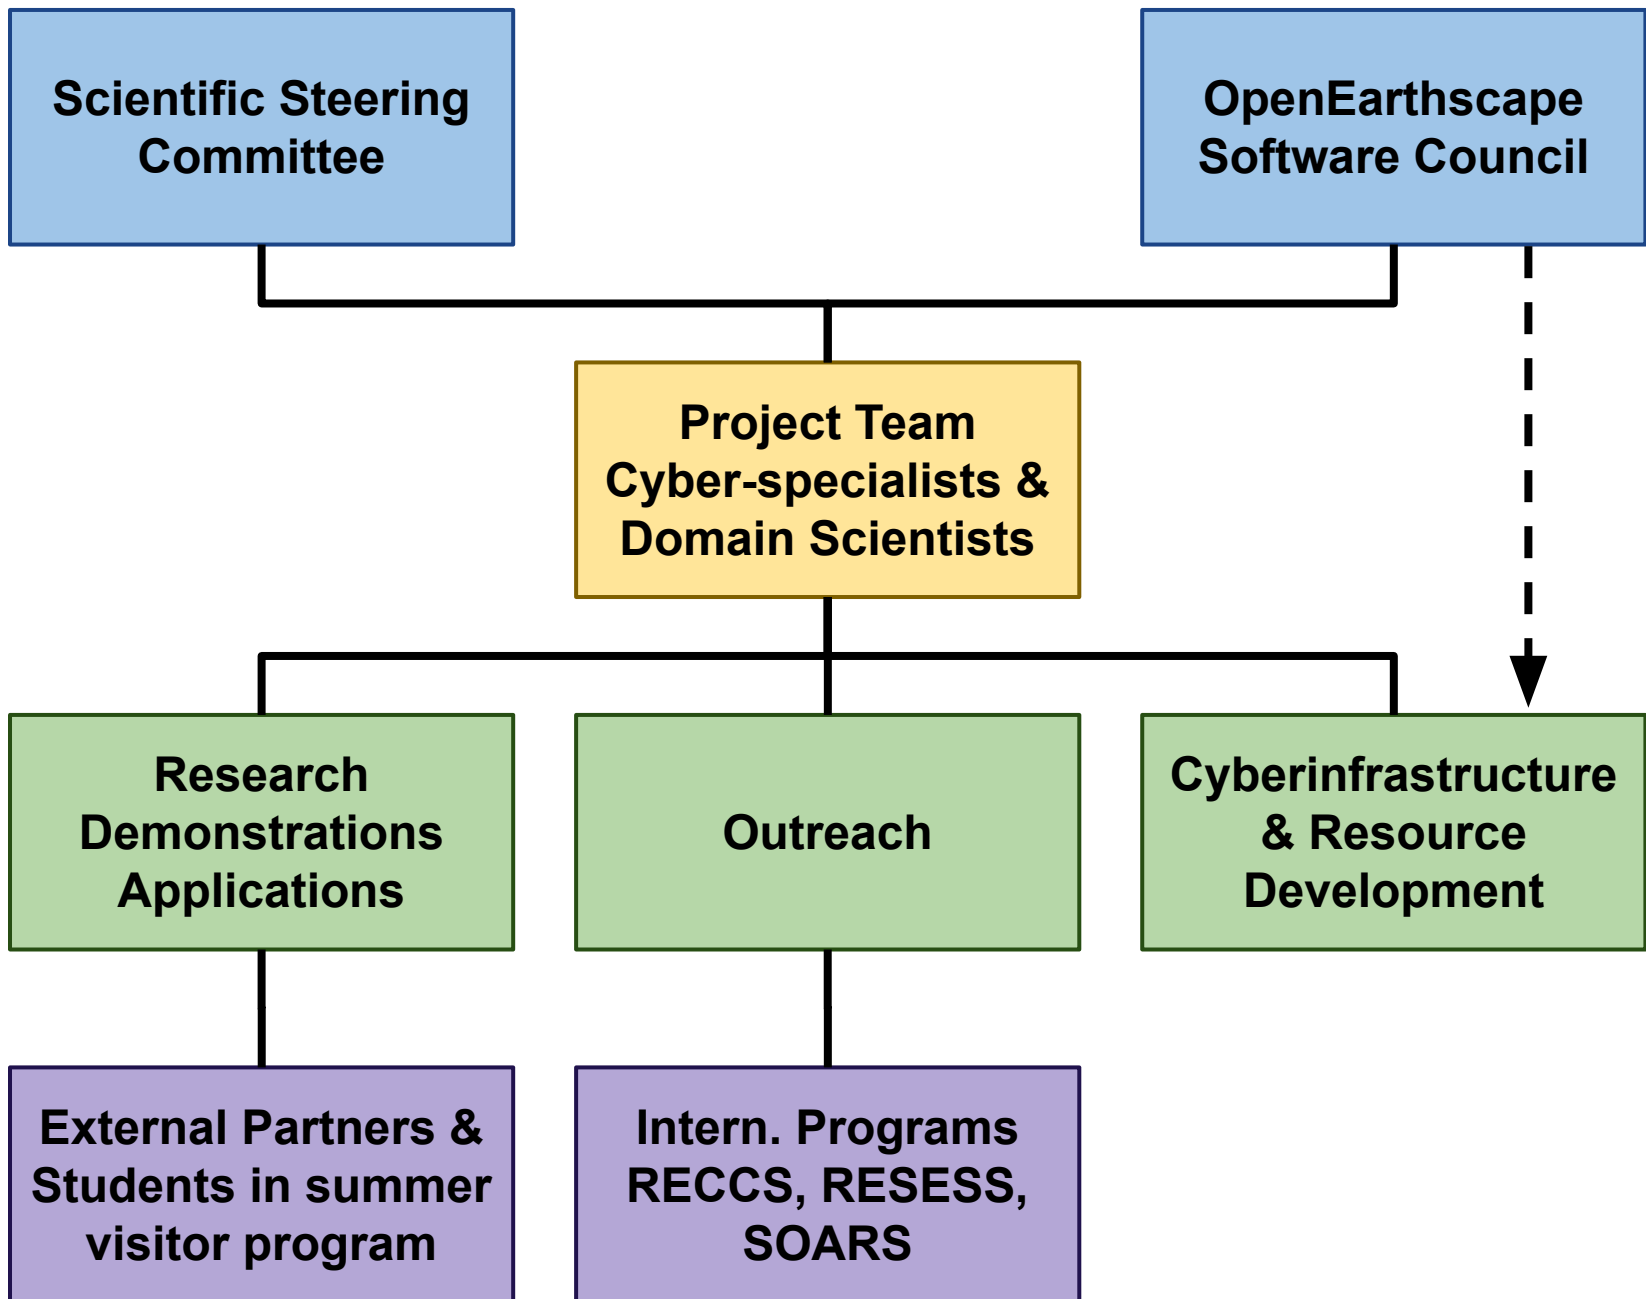 Scientific Steering
Committee
OpenEarthscape
Software Council
Project Team
Cyber-specialists &
Domain Scientists
Research
Demonstrations
Applications
Outreach
Cyberinfrastructure
& Resource
Development
External Partners &
Students in summer
visitor program
Intern. Programs
RECCS, RESESS,
SOARS